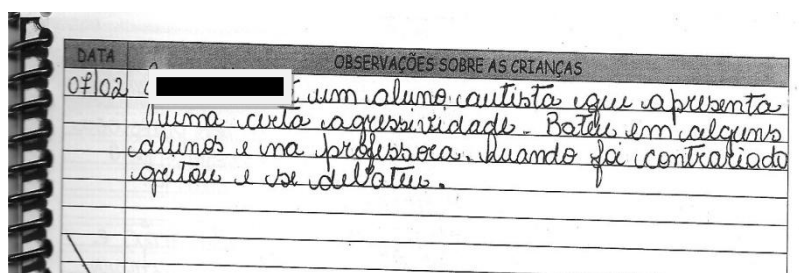 DATA OBSERVAÇÕES SOBRE AS CRIANÇAS
07/02 é um aluno autista que apresenta
uma certa agressividade. Bateu em alguns
alunos e na professora. Quando foi contrariado
gritou e se debateu.